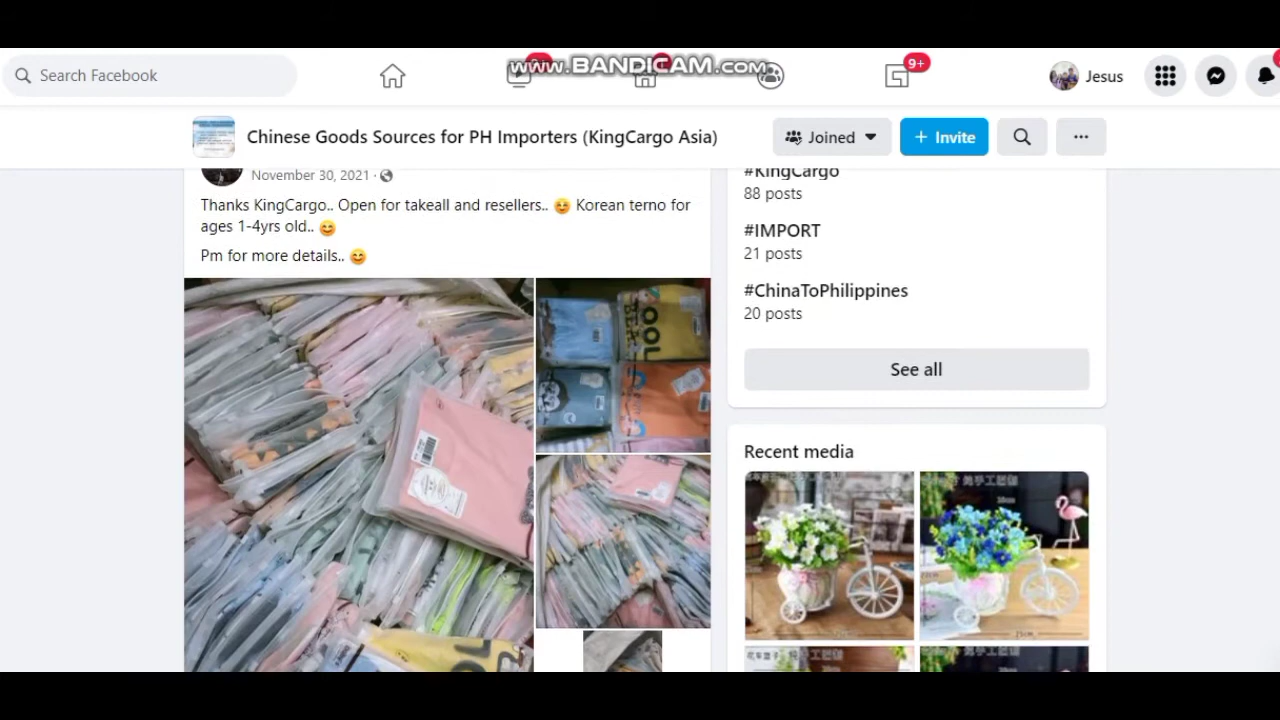 www.BANDICAM.com
Search Facebook
9+
Jesus
Chinese Goods Sources for PH Importers (KingCargo Asia)
Joined
+ Invite
November 30, 2021 ·
Thanks KingCargo.. Open for takeall and resellers.. 😊 Korean terno for
ages 1-4yrs old.. 😊
Pm for more details.. 😊
#KingCargo
88 posts
#IMPORT
21 posts
#ChinaToPhilippines
20 posts
See all
Recent media